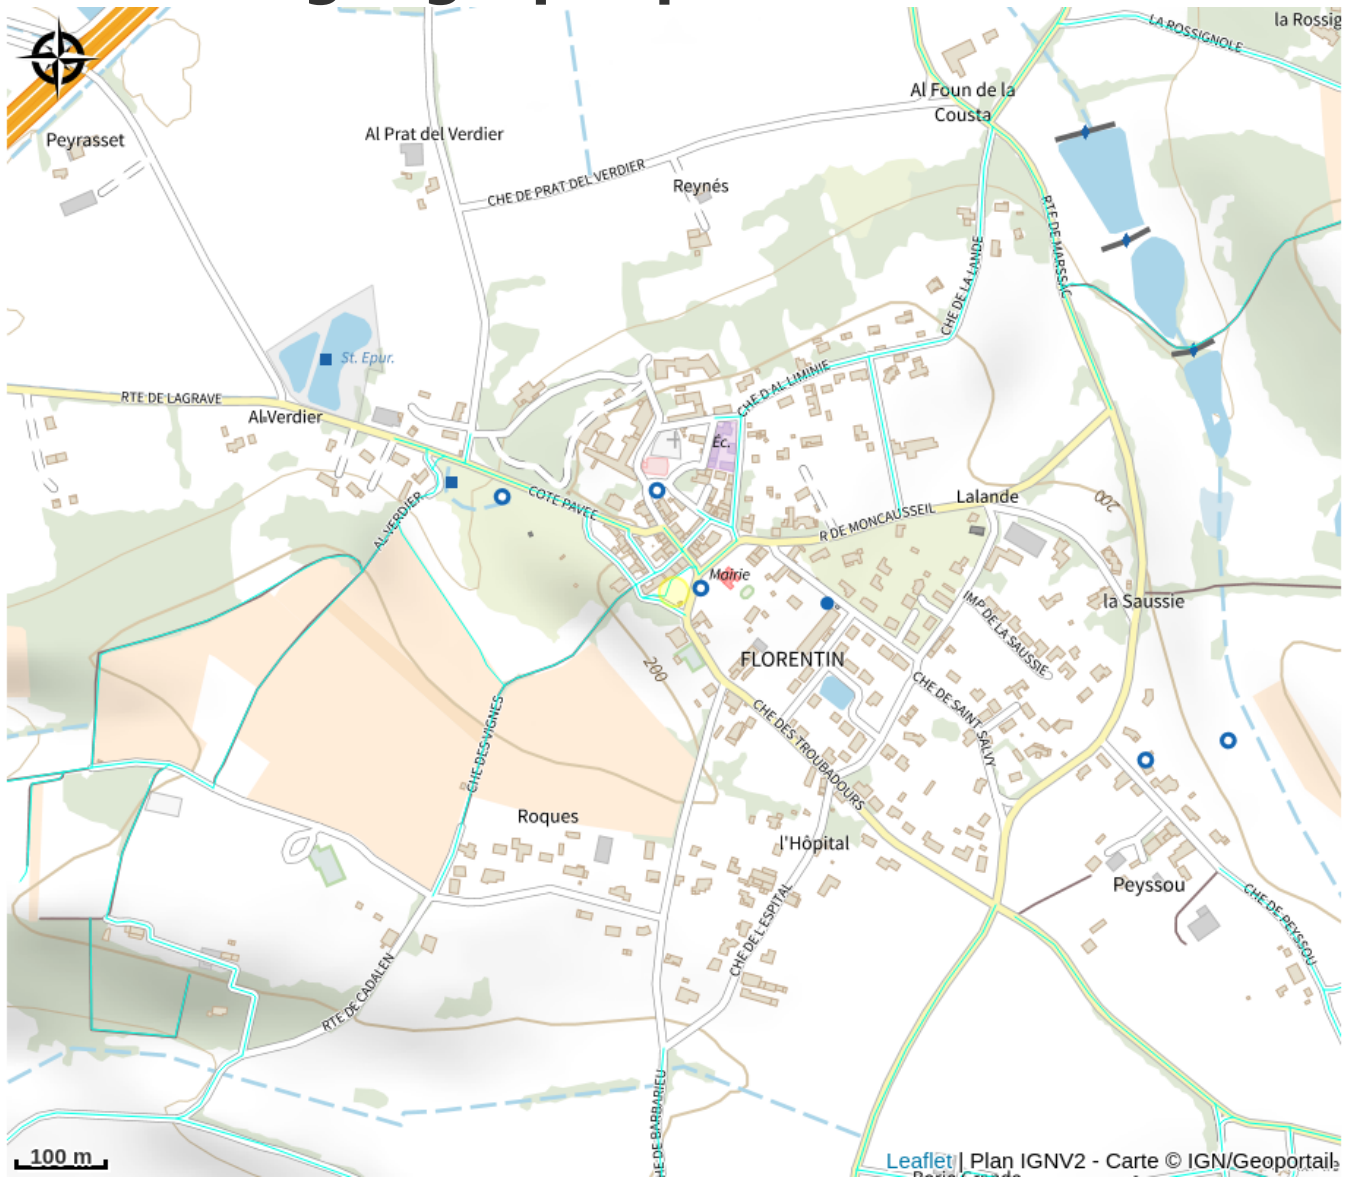 la Rossig
LA ROSSIGNOLE
Al Foun de la
Cousta
Peyrasset
Al Prat del Verdier
CHE DE PRAT DEL VERDIER
Reynés
RTE DE MARSSAC
CHE DE LA LANDE
St. Epur.
RTE DE LAGRAVE
Al Verdier
CHE D AL LIMINIE
Éc.
COTE PAVEE
AL VERDIER
R DE MONCAUSSEIL
Lalande
200
Mairie
IMP DE LA SAUSSIE
la Saussie
FLORENTIN
200
CHE DE SAINT SALVY
CHE DES VIGNES
CHE DES TROUBADOURS
Roques
l'Hôpital
Peyssou
CHE DE PEYSSOU
CHE DE L ESPITAL
RTE DE CADALEN
HE DE BARBARIEU
100 m
Leaflet | Plan IGNV2 - Carte © IGN/Geoportail